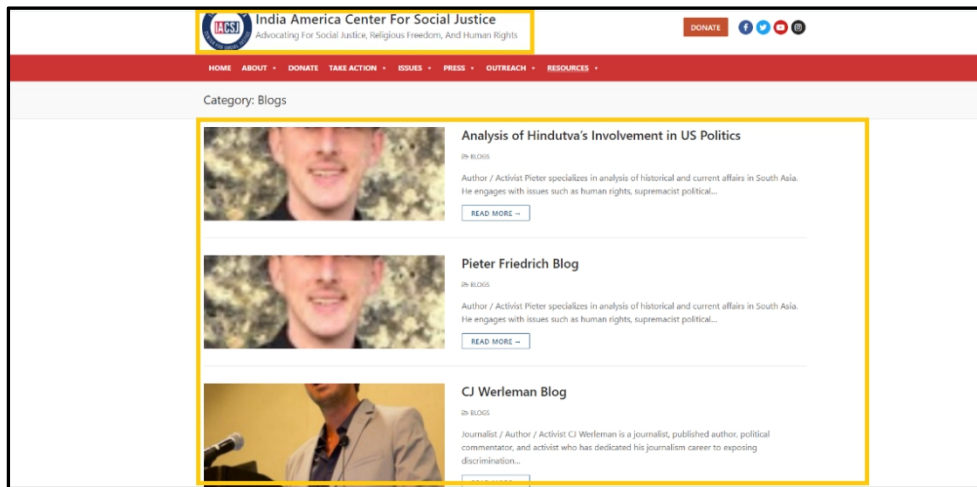 IACSJ
India America Center For Social Justice
Advocating For Social Justice, Religious Freedom, And Human Rights
DONATE
HOME ABOUT DONATE TAKE ACTION ISSUES PRESS OUTREACH RESOURCES
Category: Blogs
Analysis of Hindutva's Involvement in US Politics
BLOGS
Author / Activist Pieter specializes in analysis of historical and current affairs in South Asia.
He engages with issues such as human rights, supremacist political...
READ MORE →
Pieter Friedrich Blog
BLOGS
Author / Activist Pieter specializes in analysis of historical and current affairs in South Asia.
He engages with issues such as human rights, supremacist political...
READ MORE →
CJ Werleman Blog
BLOGS
Journalist / Author / Activist CJ Werleman is a journalist, published author, political
commentator, and activist who has dedicated his journalism career to exposing
discrimination...
READ MORE →